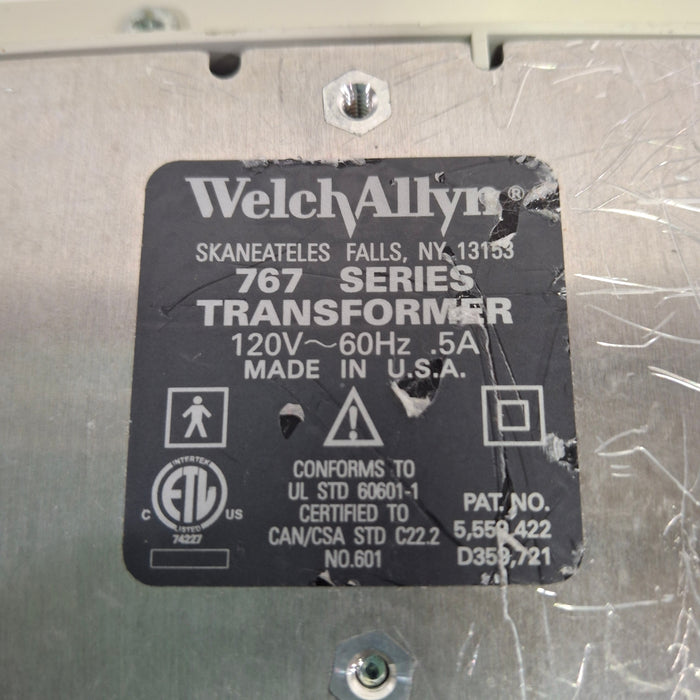 WelchAllyn®
SKANEATELES FALLS, NY 13153
767 SERIES
TRANSFORMER
120V~60Hz .5A
MADE IN U.S.A.
INTERTEK
ETL
C US
LISTED
74227
CONFORMS TO
UL STD 60601-1
CERTIFIED TO
CAN/CSA STD C22.2
NO.601
PAT. NO.
5,559,422
D359,721